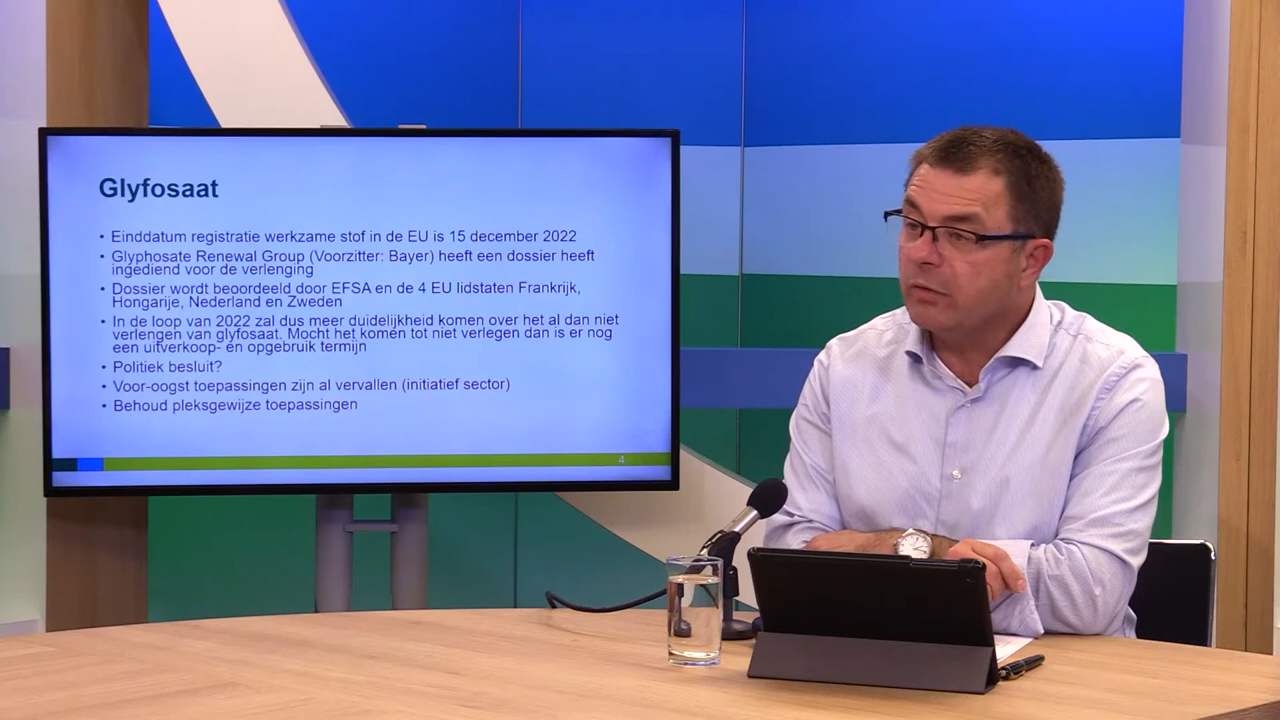 Glyfosaat
• Einddatum registratie werkzame stof in de EU is 15 december 2022
• Glyphosate Renewal Group (Voorzitter: Bayer) heeft een dossier heeft
ingediend voor de verlenging
• Dossier wordt beoordeeld door EFSA en de 4 EU lidstaten Frankrijk,
Hongarije, Nederland en Zweden
• In de loop van 2022 zal dus meer duidelijkheid komen over het al dan niet
verlengen van glyfosaat. Mocht het komen tot niet verlegen dan is er nog
een uitverkoop- en opgebruik termijn
• Politiek besluit?
• Voor-oogst toepassingen zijn al vervallen (initiatief sector)
• Behoud pleksgewijze toepassingen
4